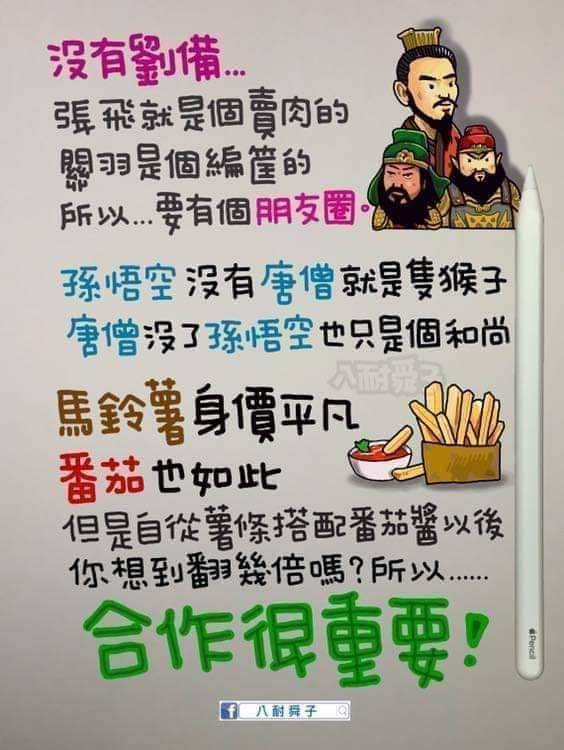 沒有劉備...
張飛就是個賣肉的
關羽是個編筐的
所以...要有個朋友圈。
孫悟空沒有唐僧就是隻猴子
唐僧沒了孫悟空也只是個和尚
八耐舜子
馬鈴薯身價平凡
番茄也如此
但是自從薯條搭配番茄醬以後
你想到翻幾倍嗎?所以......
合作很重要!
Pencil
f 八耐舜子